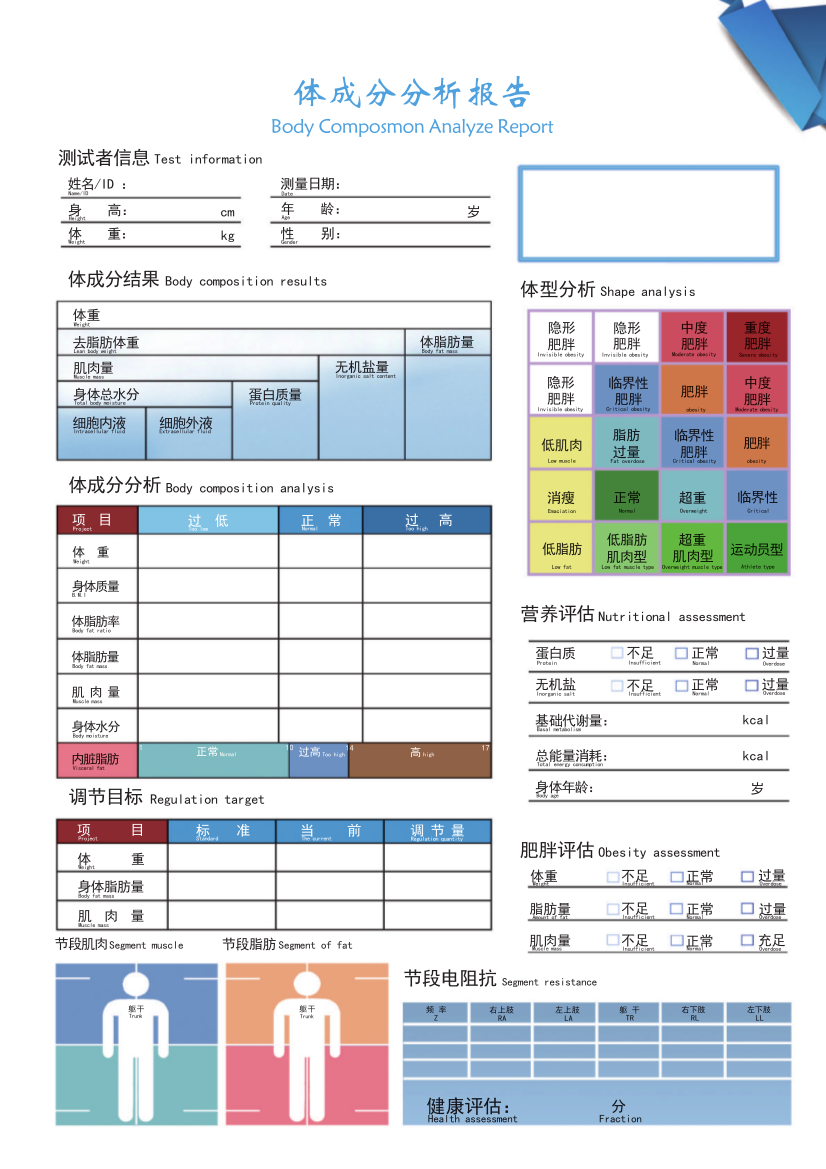 体成分分析报告
Body Composmon Analyze Report
测试者信息 Test information
姓名/ID :
Name/ID
测量日期:
Date
身 高: cm
Height
年 龄: 岁
Age
体 重: kg
Weight
性 别:
Gender
体成分结果 Body composition results
体重
Weight
去脂肪体重
Lean body weight
体脂肪量
Body fat mass
肌肉量
Muscle mass
无机盐量
Inorganic salt content
身体总水分
Total body moisture
蛋白质量
Protein quality
细胞内液
Intracellular fluid
细胞外液
Extracellular fluid
体型分析 Shape analysis
隐形 隐形 中度 重度
肥胖 肥胖 肥胖 肥胖
Invisible obesity Invisible obesity Moderate obesity Severe obesity
隐形 临界性 肥胖 中度
肥胖 肥胖 肥胖
Invisible obesity Critical obesity obesity Moderate obesity
低肌肉 脂肪 临界性 肥胖
过量 肥胖
Low muscle Fat overdose Critical obesity obesity
消瘦 正常 超重 临界性
Emaciation Normal Overweight Critical
低脂肪 低脂肪 超重 运动员型
肌肉型 肌肉型
Low fat Low fat muscle type Overweight muscle type Athlete type
体成分分析 Body composition analysis
项 目 过 低 正 常 过 高
Project Too low Normal Too high
体 重
Weight
身体质量
B.M.I
体脂肪率
Body fat ratio
体脂肪量
Body fat mass
肌 肉 量
Muscle mass
身体水分
Body moisture
内脏脂肪 正常 Normal 10 过高 Too high 14 高 high 17
Visceral fat
营养评估 Nutritional assessment
蛋白质 不足 正常 过量
Protein Insufficient Normal Overdose
无机盐 不足 正常 过量
Inorganic salt Insufficient Normal Overdose
基础代谢量: kcal
Basal metabolism
总能量消耗: kcal
Total energy consumption
身体年龄: 岁
Body age
调节目标 Regulation target
项 目 标 准 当 前 调 节 量
Project Standard The current Regulation quantity
体 重
Weight
身体脂肪量
Body fat mass
肌 肉 量
Muscle mass
肥胖评估 Obesity assessment
体重 不足 正常 过量
Weight Insufficient Normal Overdose
脂肪量 不足 正常 过量
Amount of fat Insufficient Normal Overdose
肌肉量 不足 正常 充足
Muscle mass Insufficient Normal Overdose
节段肌肉 Segment muscle
节段脂肪 Segment of fat
躯干
Trunk
躯干
Trunk
节段电阻抗 Segment resistance
频 率 右上肢 左上肢 躯 干 右下肢 左下肢
Z RA LA TR RL LL
健康评估: 分
Health assessment Fraction